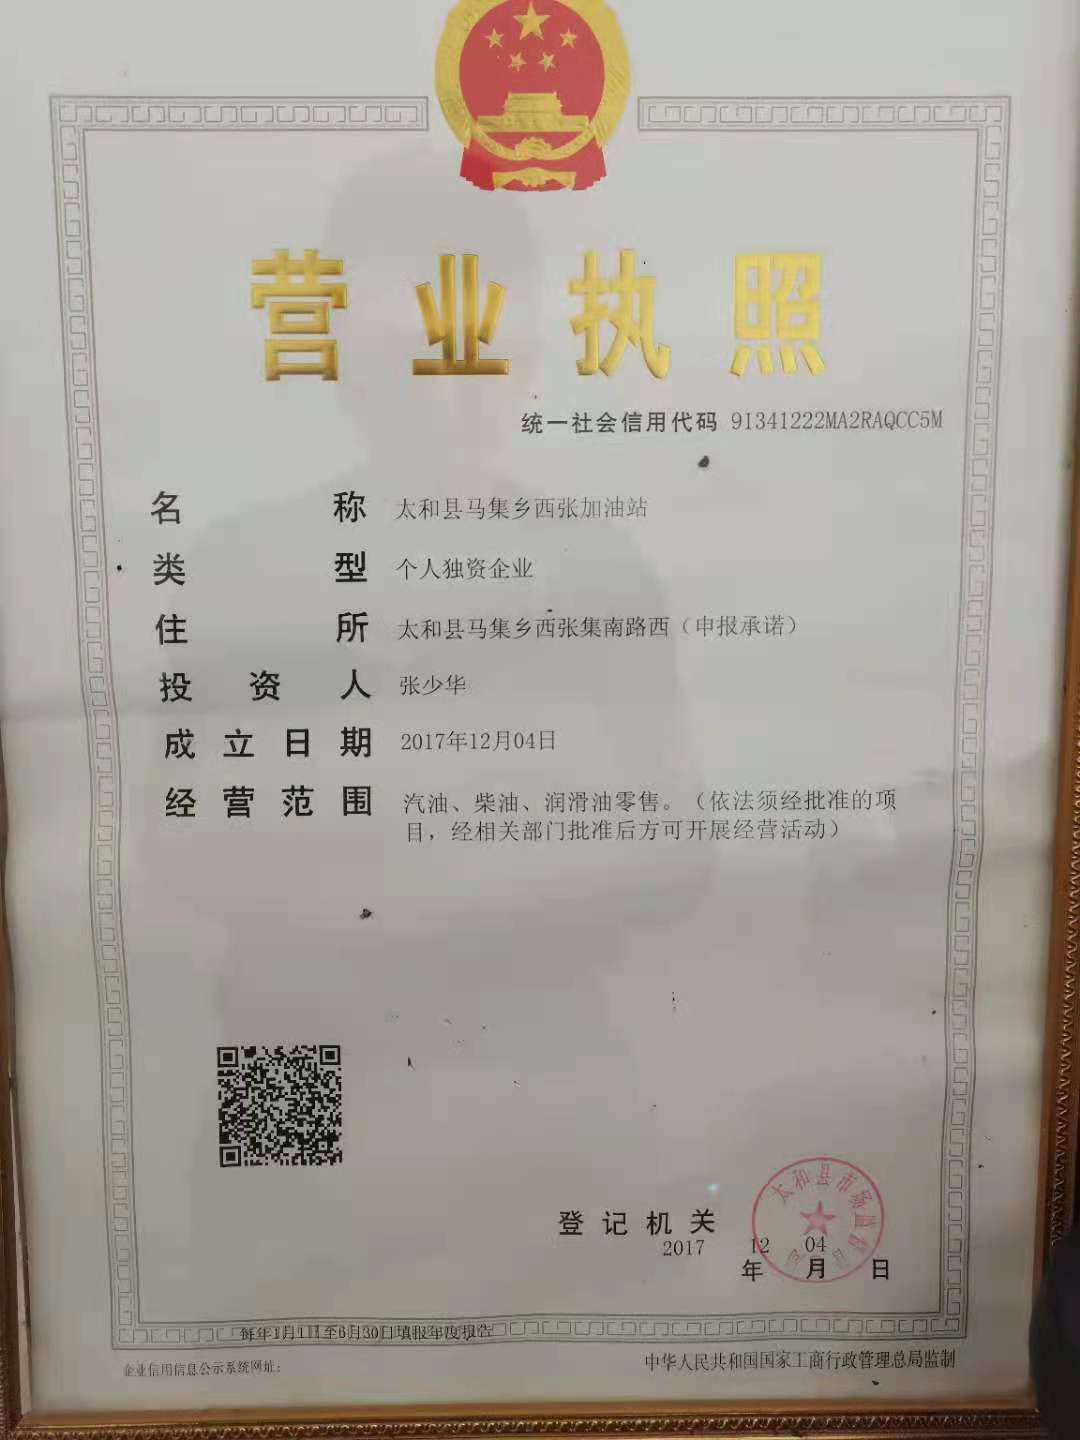 营业执照
统一社会信用代码 91341222MA2RAQCC5M
名称 太和县马集乡西张加油站
类型 个人独资企业
住所 太和县马集乡西张集南路西（申报承诺）
投资人 张少华
成立日期 2017年12月04日
经营范围 汽油、柴油、润滑油零售。（依法须经批准的项
目，经相关部门批准后方可开展经营活动）
太和县市场监督
登记机关
2017 12 04
年 月 日
每年1月1日至6月30日填报年度报告
企业信用信息公示系统网址：
中华人民共和国国家工商行政管理总局监制